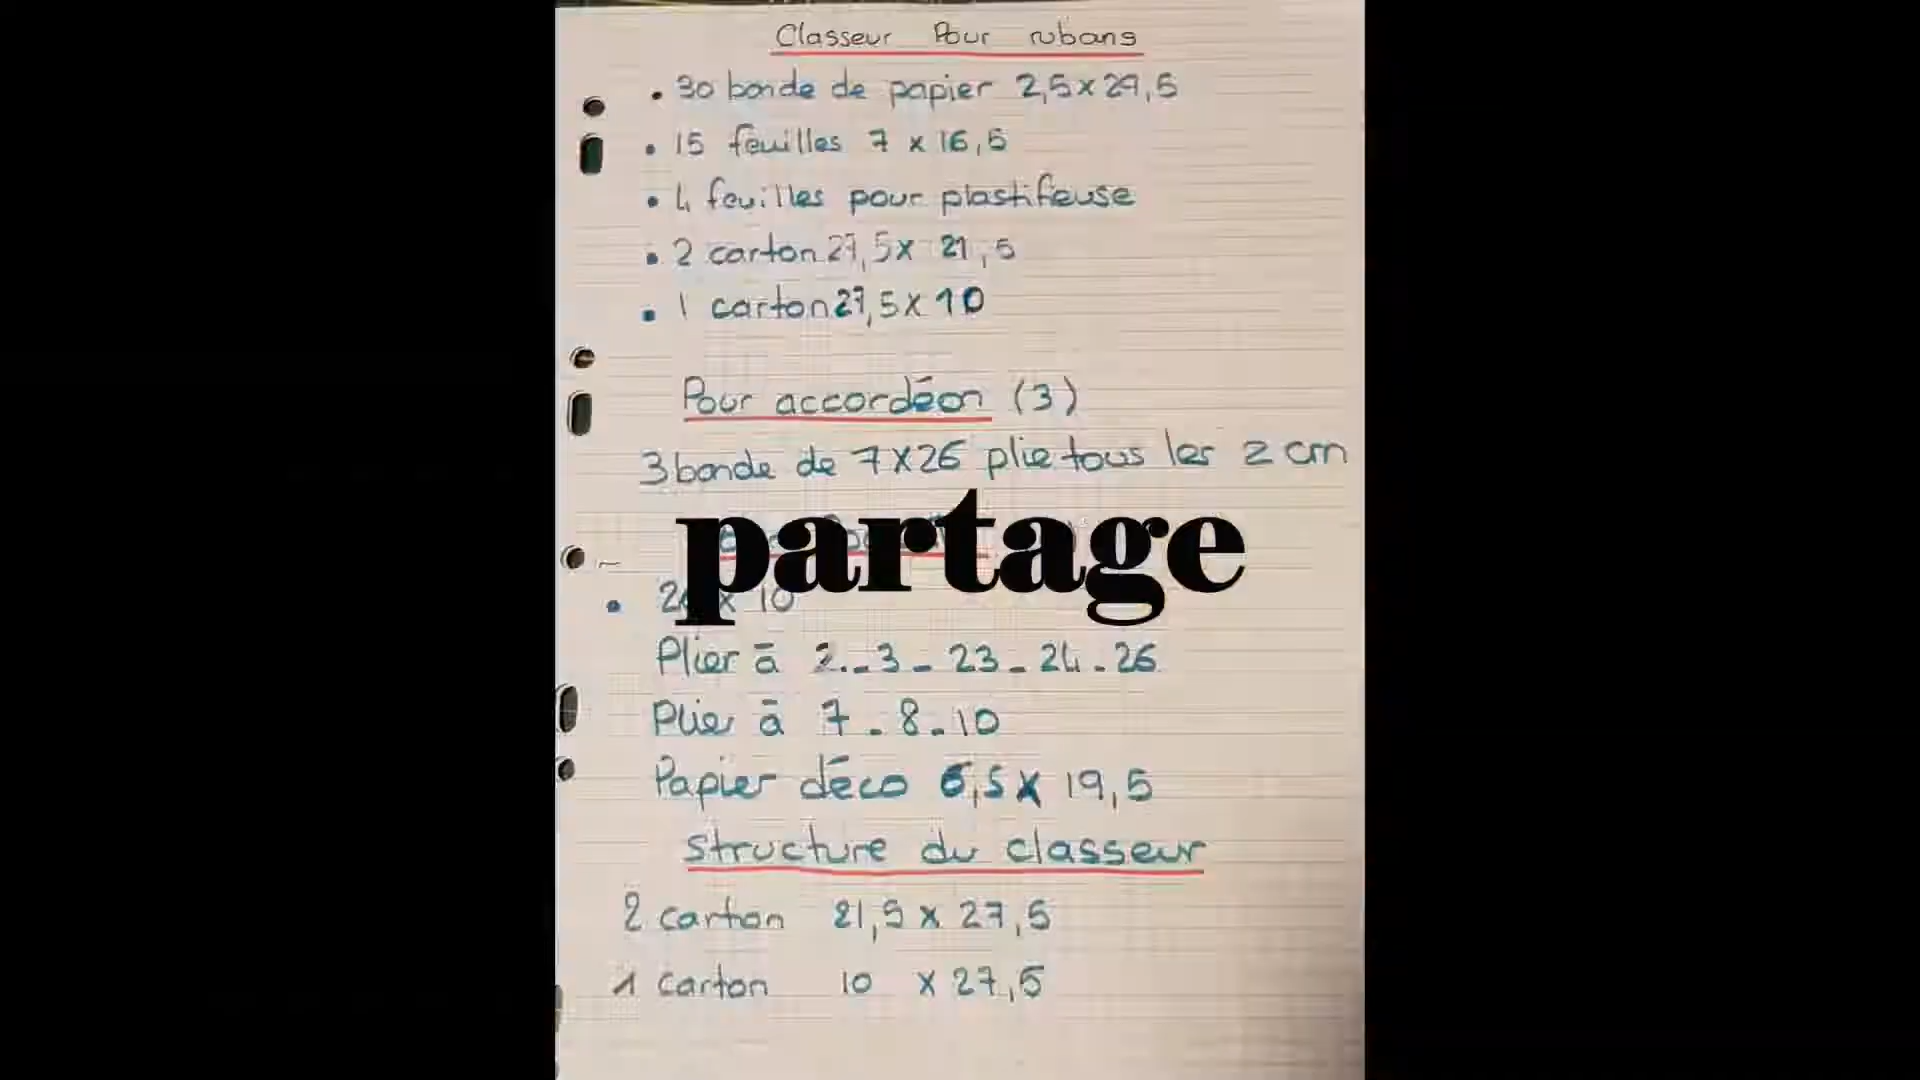 Classeur Pour rubans
• 30 bande de papier 2,5 x 29,5
• 15 feuilles 7 x 16,5
• 4 feuilles pour plastifieuse
• 2 carton 27,5 x 21,5
• 1 carton 27,5 x 10
Pour accordéon (3)
3 bande de 7 x 26 plie tous les 2 cm
partage
x 10
Plier à 2 - 3 - 23 - 24 - 26
Plier à 7 - 8 - 10
Papier déco 6,5 x 19,5
structure du classeur
2 carton 21,5 x 27,5
1 carton 10 x 27,5